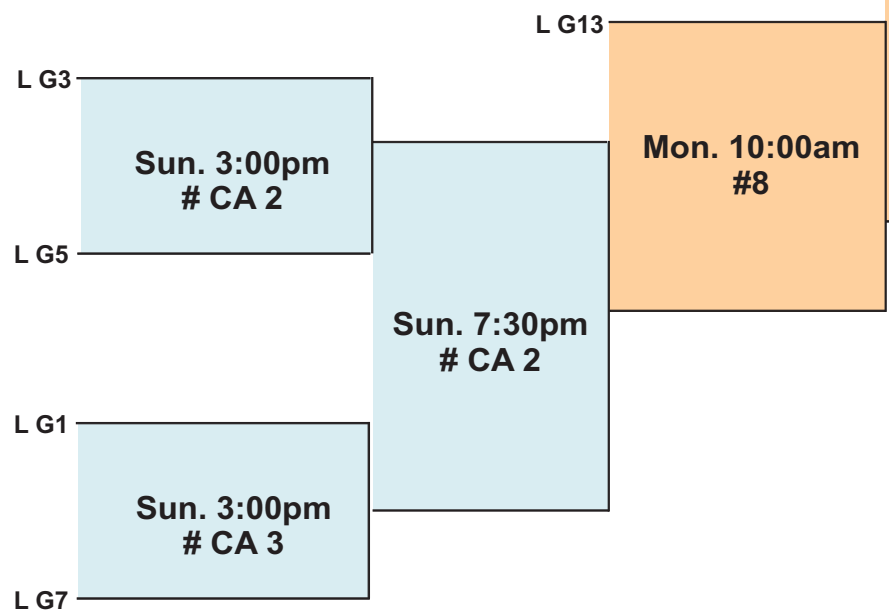 L G13
L G3
Mon. 10:00am
#8
Sun. 3:00pm
# CA 2
L G5
Sun. 7:30pm
# CA 2
L G1
Sun. 3:00pm
# CA 3
L G7